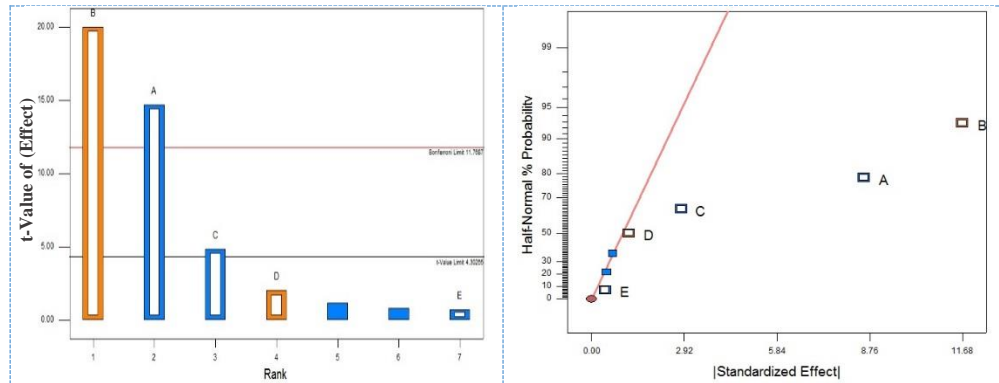 t-Value of (Effect)
20.00
15.00
10.00
5.00
0.00
B
A
C
D
E
Bonferroni Limit 11.7687
t-Value Limit 4.30265
1 2 3 4 5 6 7
Rank
Half-Normal % Probability
99
95
90
80
70
50
30
20
10
0
B
A
C
D
E
0.00 2.92 5.84 8.76 11.68
|Standardized Effect|